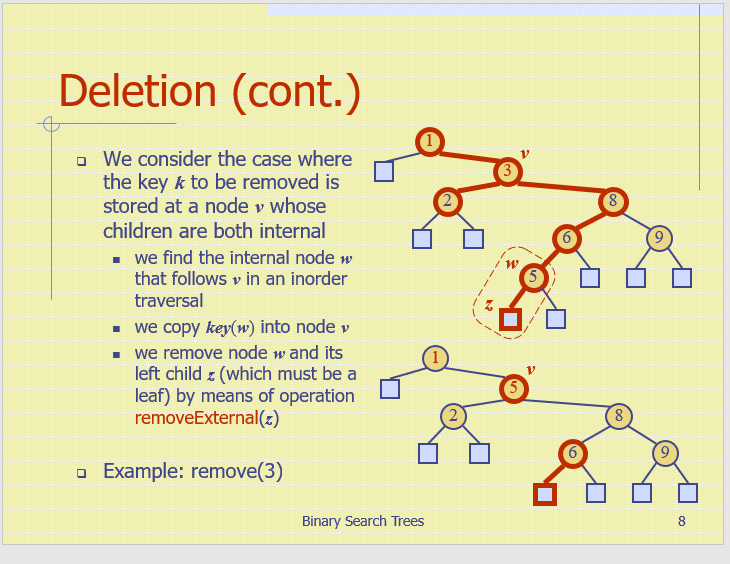 Deletion (cont.)
We consider the case where
the key k to be removed is
stored at a node v whose
children are both internal
we find the internal node w
that follows v in an inorder
traversal
we copy key(w) into node v
we remove node w and its
left child z (which must be a
leaf) by means of operation
removeExternal(z)
Example: remove(3)
1
v
3
2
8
6
9
w
5
z
1
v
5
2
8
6
9
Binary Search Trees
8